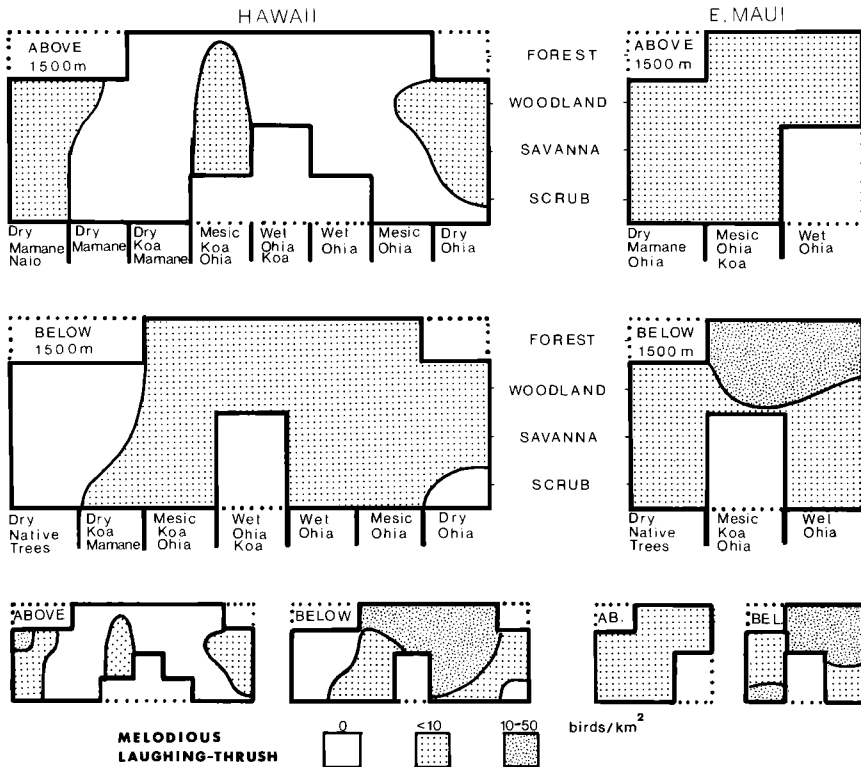 HAWAII
E. MAUI
ABOVE
1500m
FOREST
WOODLAND
SAVANNA
SCRUB
ABOVE
1500m
Dry
Mamane
Naio
Dry
Mamane
Dry
Koa
Mamane
Mesic
Koa
Ohia
Wet
Ohia
Koa
Wet
Ohia
Mesic
Ohia
Dry
Ohia
Dry
Mamane
Ohia
Mesic
Ohia
Koa
Wet
Ohia
BELOW
1500m
FOREST
WOODLAND
SAVANNA
SCRUB
BELOW
1500m
Dry
Native
Trees
Dry
Koa
Mamane
Mesic
Koa
Ohia
Wet
Ohia
Koa
Wet
Ohia
Mesic
Ohia
Dry
Ohia
Dry
Native
Trees
Mesic
Koa
Ohia
Wet
Ohia
ABOVE
BELOW
AB.
BEL.
MELODIOUS
LAUGHING-THRUSH
0
<10
10-50
birds/km²